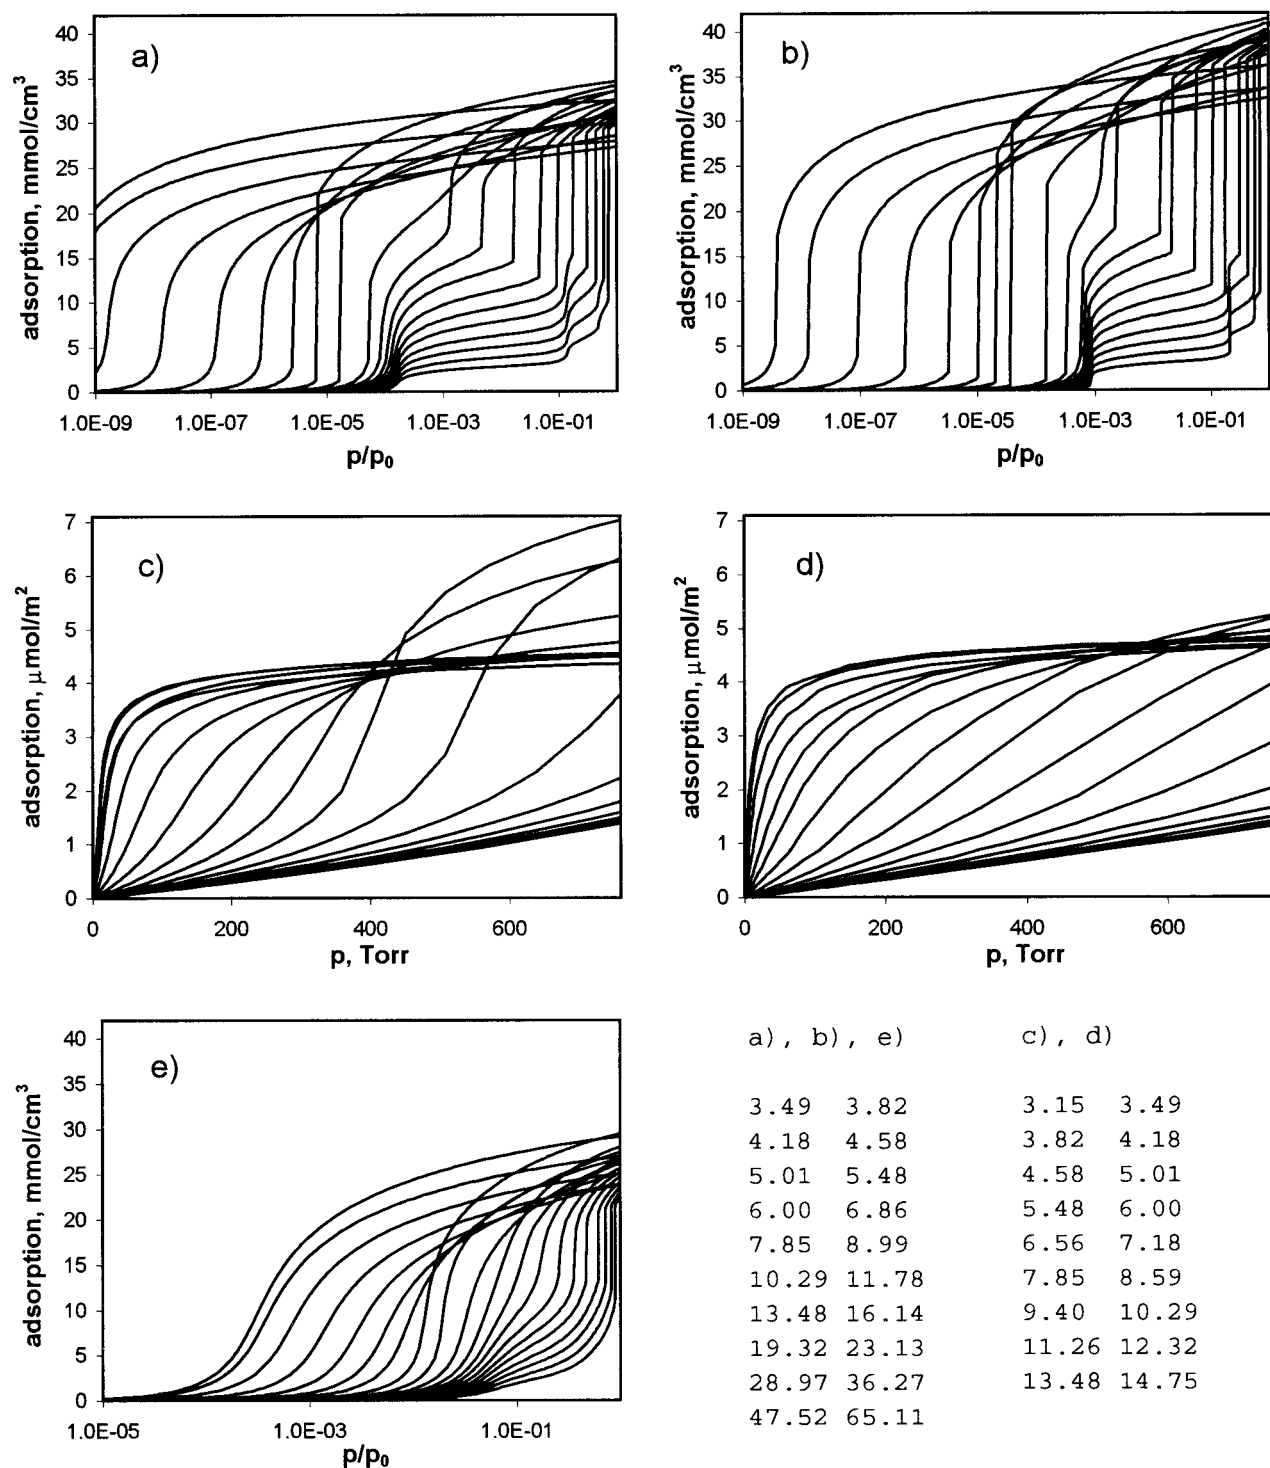 a)
40
35
30
25
20
15
10
5
0
adsorption, mmol/cm³
1.0E-09 1.0E-07 1.0E-05 1.0E-03 1.0E-01
p/p₀
b)
40
35
30
25
20
15
10
5
0
adsorption, mmol/cm³
1.0E-09 1.0E-07 1.0E-05 1.0E-03 1.0E-01
p/p₀
c)
7
6
5
4
3
2
1
0
adsorption, μmol/m²
0 200 400 600
p, Torr
d)
7
6
5
4
3
2
1
0
adsorption, μmol/m²
0 200 400 600
p, Torr
e)
40
35
30
25
20
15
10
5
0
adsorption, mmol/cm³
1.0E-05 1.0E-03 1.0E-01
p/p₀
a), b), e) c), d)
3.49 3.82 3.15 3.49
4.18 4.58 3.82 4.18
5.01 5.48 4.58 5.01
6.00 6.86 5.48 6.00
7.85 8.99 6.56 7.18
10.29 11.78 7.85 8.59
13.48 16.14 9.40 10.29
19.32 23.13 11.26 12.32
28.97 36.27 13.48 14.75
47.52 65.11